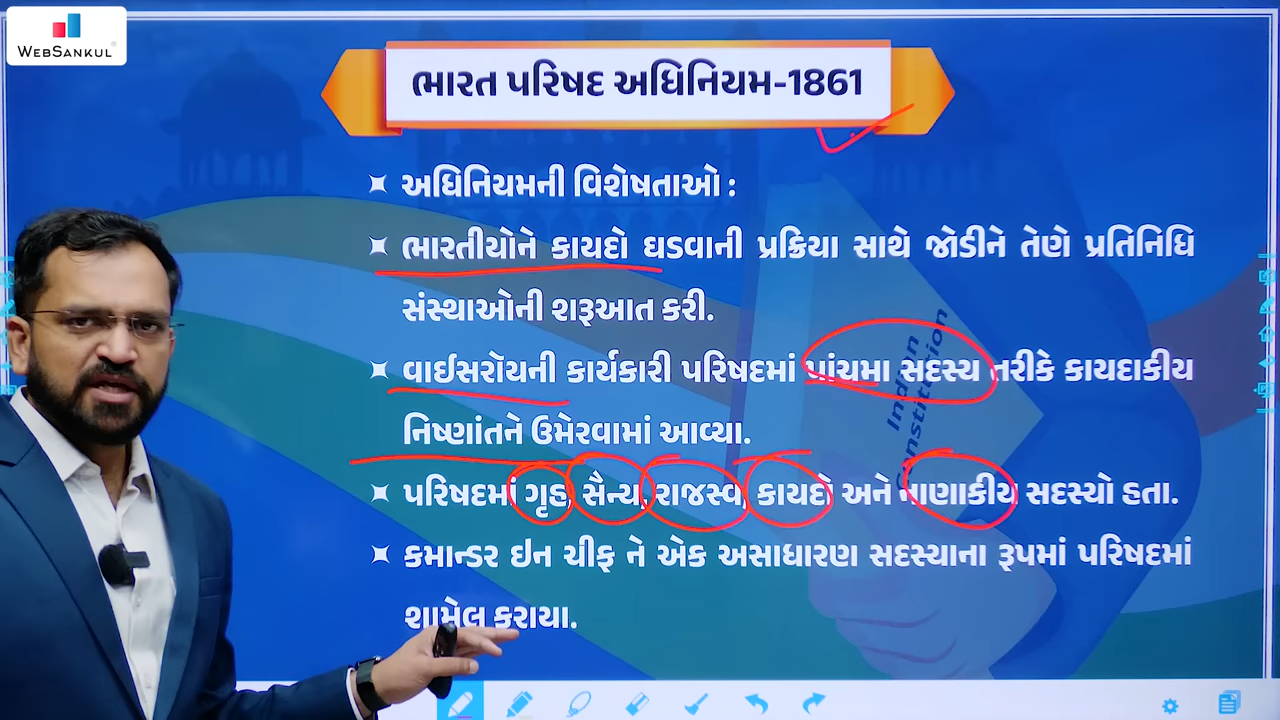 WEBSANKUL
ભારત પરિષદ અધિનિયમ-1861
અધિનિયમની વિશેષતાઓ :
ભારતીયોને કાયદો ઘડવાની પ્રક્રિયા સાથે જોડીને તેણે પ્રતિનિધિ
સંસ્થાઓની શરૂઆત કરી.
વાઈસરોયની કાર્યકારી પરિષદમાં પાંચમા સદસ્ય તરીકે કાયદાકીય
નિષ્ણાંતને ઉમેરવામાં આવ્યા.
પરિષદમાં ગૃહ, સૈન્ય, રાજસ્વ, કાયદો અને નાણાકીય સદસ્યો હતા.
કમાન્ડર ઇન ચીફ ને એક અસાધારણ સદસ્યાના રૂપમાં પરિષદમાં
શામેલ કરાયા.
Indian
Constitution